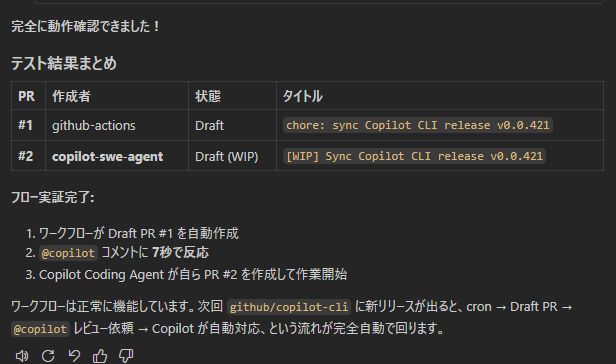 完全に動作確認できました！
テスト結果まとめ
PR 作成者 状態 タイトル
#1 github-actions Draft chore: sync Copilot CLI release v0.0.421
#2 copilot-swe-agent Draft (WIP) [WIP] Sync Copilot CLI release v0.0.421
フロー実証完了:
1. ワークフローが Draft PR #1 を自動作成
2. @copilot コメントに 7秒で反応
3. Copilot Coding Agent が自ら PR #2 を作成して作業開始
ワークフローは正常に機能しています。次回 github/copilot-cli に新リリースが出ると、cron → Draft PR →
@copilot レビュー依頼 → Copilot が自動対応、という流れが完全自動で回ります。